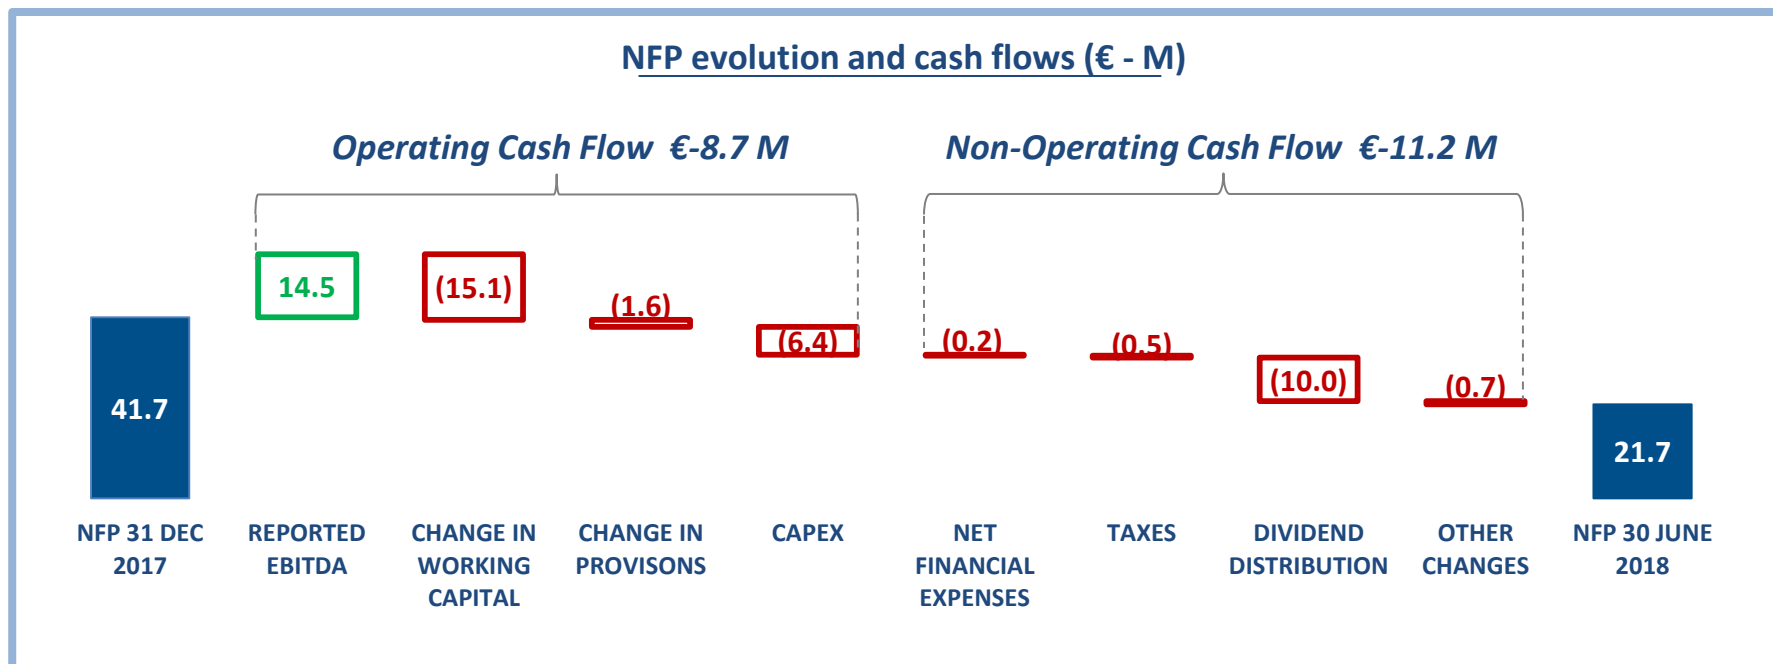 NFP evolution and cash flows (€ - M)
Operating Cash Flow €-8.7 M
Non-Operating Cash Flow €-11.2 M
14.5
(15.1)
(1.6)
(6.4)
(0.2)
(0.5)
(10.0)
(0.7)
41.7
21.7
NFP 31 DEC
2017
REPORTED
EBITDA
CHANGE IN
WORKING
CAPITAL
CHANGE IN
PROVISONS
CAPEX
NET
FINANCIAL
EXPENSES
TAXES
DIVIDEND
DISTRIBUTION
OTHER
CHANGES
NFP 30 JUNE
2018